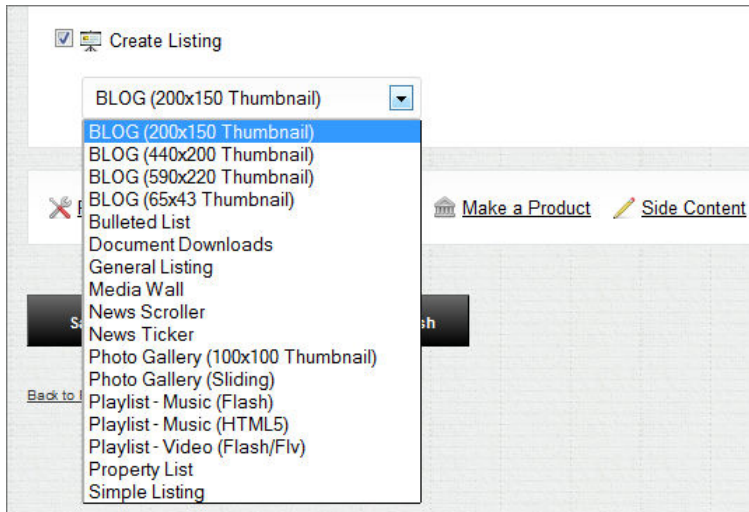 Create Listing
BLOG (200x150 Thumbnail)
BLOG (200x150 Thumbnail)
BLOG (440x200 Thumbnail)
BLOG (590x220 Thumbnail)
BLOG (65x43 Thumbnail)
Make a Product Side Content
Bulleted List
Document Downloads
General Listing
Media Wall
News Scroller
News Ticker
Photo Gallery (100x100 Thumbnail)
Photo Gallery (Sliding)
Back to
Playlist - Music (Flash)
Playlist - Music (HTML5)
Playlist - Video (Flash/Flv)
Property List
Simple Listing